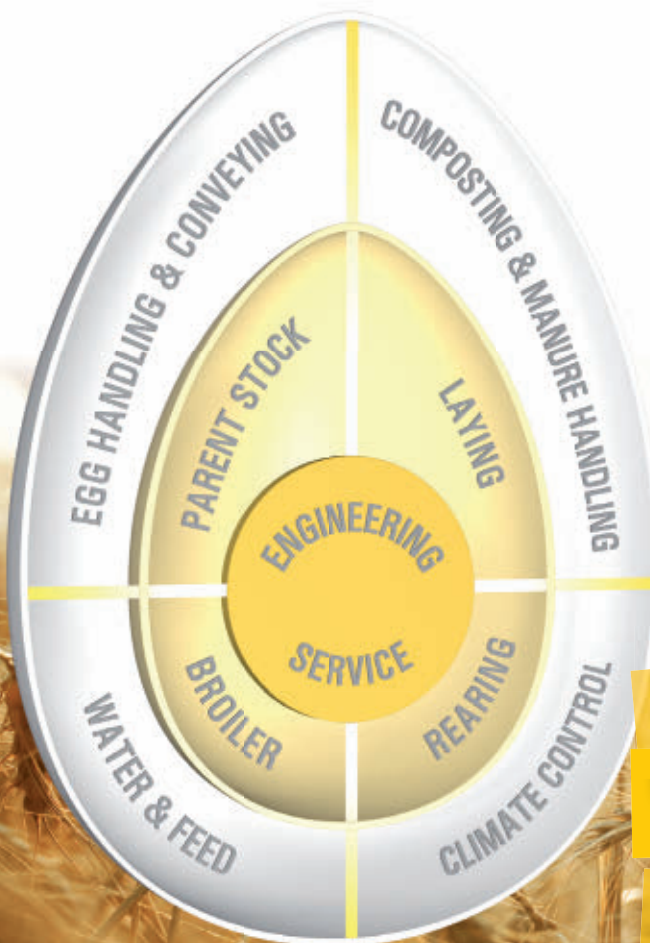 EGG HANDLING & CONVEYING
COMPOSTING & MANURE HANDLING
PARENT STOCK
LAYING
ENGINEERING
SERVICE
BROILER
REARING
WATER & FEED
CLIMATE CONTROL